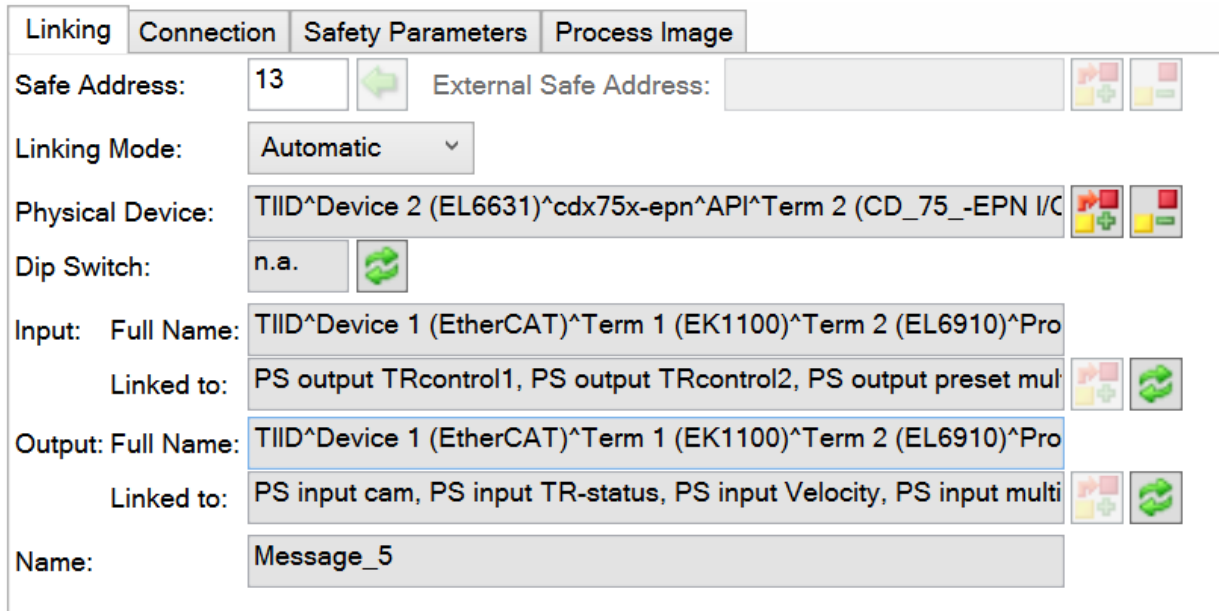 Linking Connection Safety Parameters Process Image
Safe Address: 13 External Safe Address:
Linking Mode: Automatic
Physical Device: TIID^Device 2 (EL6631)^cdx75x-epn^API^Term 2 (CD_75_-EPN I/O
Dip Switch: n.a.
Input: Full Name: TIID^Device 1 (EtherCAT)^Term 1 (EK1100)^Term 2 (EL6910)^Pro
Linked to: PS output TRcontrol1, PS output TRcontrol2, PS output preset mul
Output: Full Name: TIID^Device 1 (EtherCAT)^Term 1 (EK1100)^Term 2 (EL6910)^Pro
Linked to: PS input cam, PS input TR-status, PS input Velocity, PS input multi
Name: Message_5